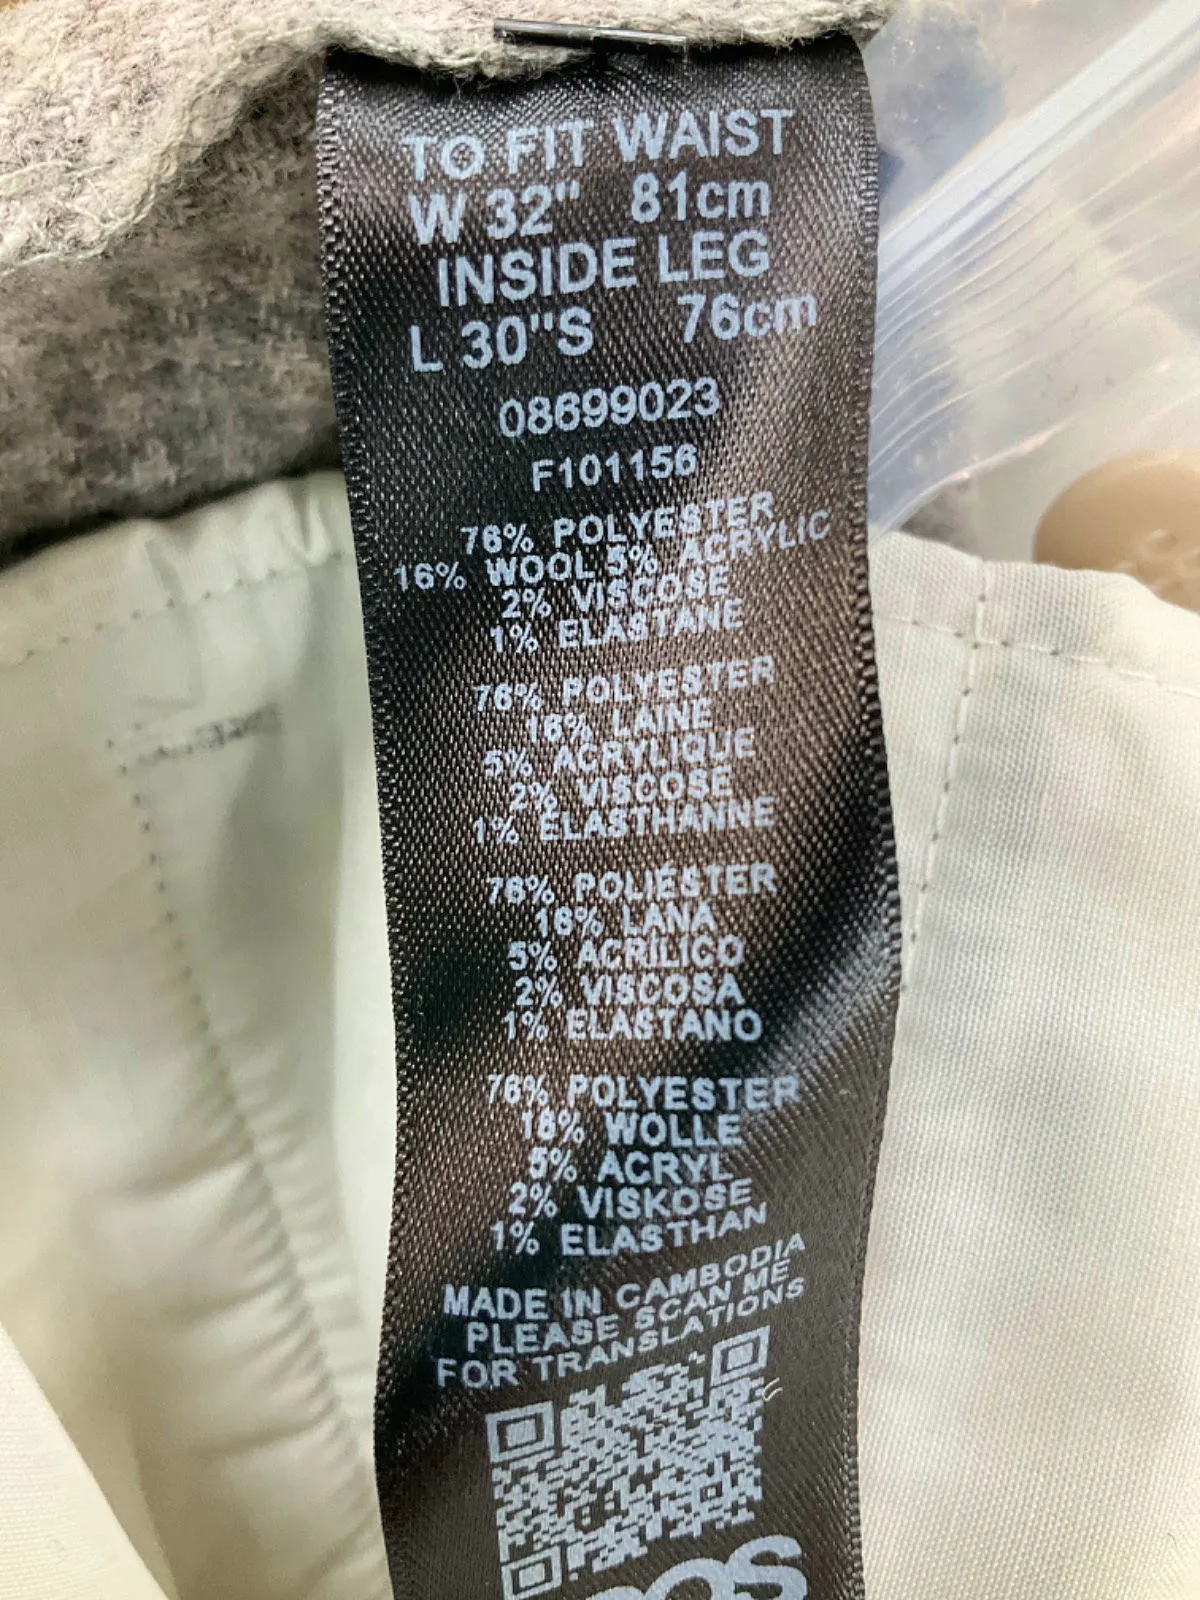 TO FIT WAIST
W 32" 81cm
INSIDE LEG
L 30"S 76cm
08699023
F101156
76% POLYESTER
16% WOOL 5% ACRYLIC
2% VISCOSE
1% ELASTANE
76% POLYESTER
16% LAINE
5% ACRYLIQUE
2% VISCOSE
1% ÉLASTHANNE
76% POLIÉSTER
16% LANA
5% ACRÍLICO
2% VISCOSA
1% ELASTANO
76% POLYESTER
16% WOLLE
5% ACRYL
2% VISKOSE
1% ELASTHAN
MADE IN CAMBODIA
PLEASE SCAN ME
FOR TRANSLATIONS